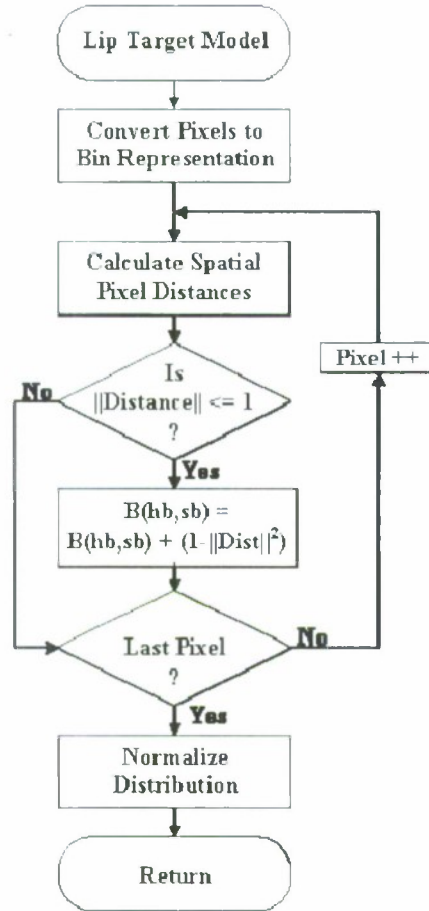 Lip Target Model
Convert Pixels to
Bin Representation
Calculate Spatial
Pixel Distances
Pixel ++
Is
||Distance|| <= 1
?
No
Yes
B(hb,sb) =
B(hb,sb) + (1-||Dist||²)
Last Pixel
?
No
Yes
Normalize
Distribution
Return